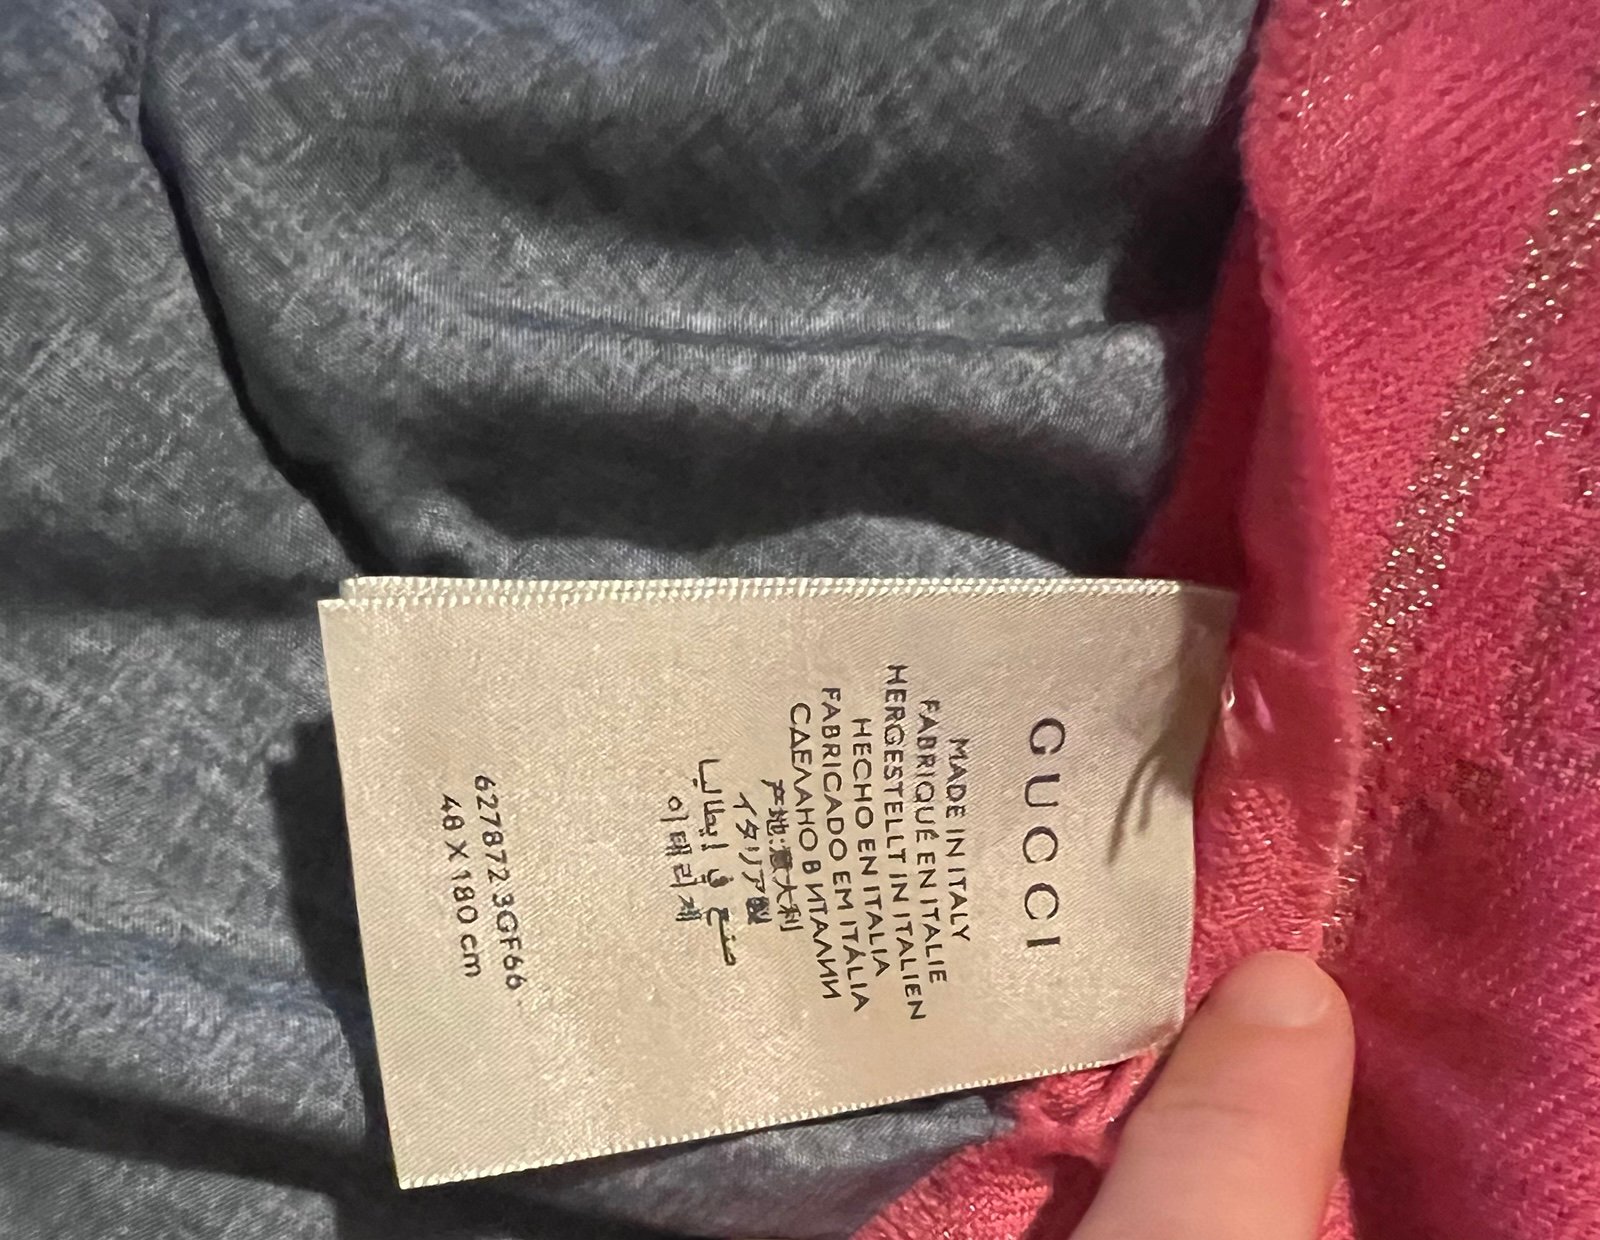 GUCCI
MADE IN ITALY
FABRIQUÉ EN ITALIE
HERGESTELLT IN ITALIEN
HECHO EN ITALIA
FABRICADO EM ITÁLIA
СДЕЛАНО В ИТАЛИИ
产地:意大利
イタリア製
صنع في إيطاليا
이태리제
627872 3GF66
48 X 180 cm